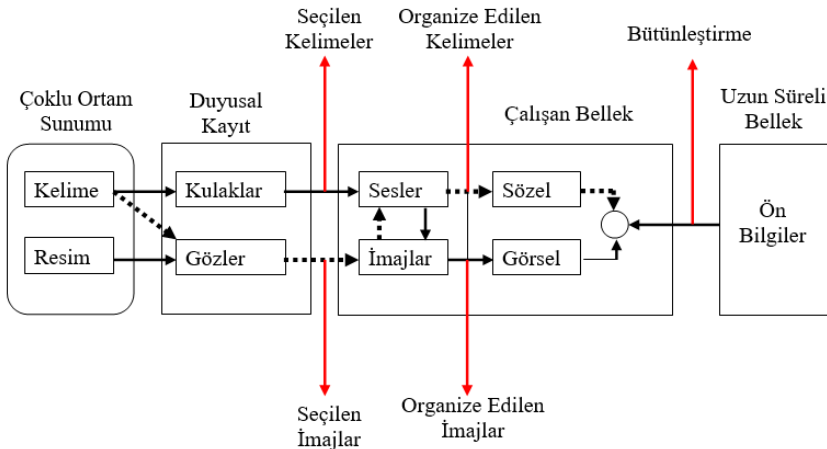 Seçilen
Kelimeler
Organize Edilen
Kelimeler
Bütünleştirme
Çoklu Ortam
Sunumu
Duyusal
Kayıt
Çalışan Bellek
Uzun Süreli
Bellek
Kelime
Kulaklar
Sesler
Sözel
Ön
Bilgiler
Resim
Gözler
İmajlar
Görsel
Seçilen
İmajlar
Organize Edilen
İmajlar